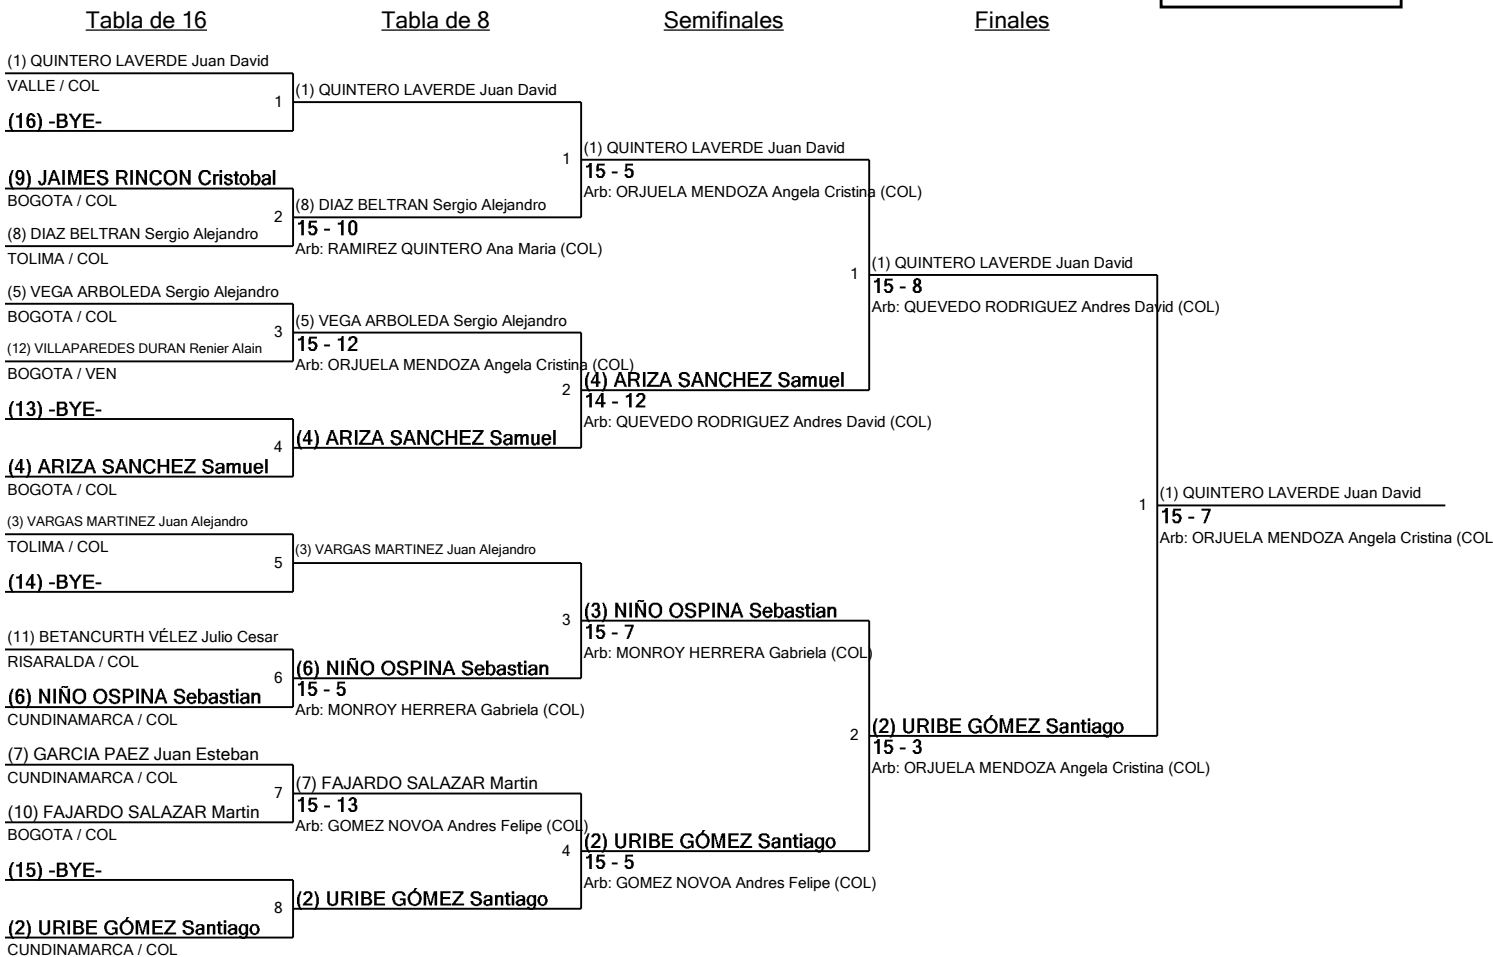 Tabla de 16
Tabla de 8
Semifinales
Finales
(1) QUINTERO LAVERDE Juan David
VALLE / COL
1
(16) -BYE-
(9) JAIMES RINCON Cristobal
BOGOTA / COL
2
(8) DIAZ BELTRAN Sergio Alejandro
TOLIMA / COL
(5) VEGA ARBOLEDA Sergio Alejandro
BOGOTA / COL
3
(12) VILLAPAREDES DURAN Renier Alain
BOGOTA / VEN
(13) -BYE-
4
(4) ARIZA SANCHEZ Samuel
BOGOTA / COL
(3) VARGAS MARTINEZ Juan Alejandro
TOLIMA / COL
5
(14) -BYE-
(11) BETANCURTH VÉLEZ Julio Cesar
RISARALDA / COL
6
(6) NIÑO OSPINA Sebastian
CUNDINAMARCA / COL
(7) GARCIA PAEZ Juan Esteban
CUNDINAMARCA / COL
7
(10) FAJARDO SALAZAR Martin
BOGOTA / COL
(15) -BYE-
8
(2) URIBE GÓMEZ Santiago
CUNDINAMARCA / COL
(1) QUINTERO LAVERDE Juan David
1
(8) DIAZ BELTRAN Sergio Alejandro
15 - 10
Arb: RAMIREZ QUINTERO Ana Maria (COL)
(5) VEGA ARBOLEDA Sergio Alejandro
15 - 12
Arb: ORJUELA MENDOZA Angela Cristina (COL)
2
(4) ARIZA SANCHEZ Samuel
(3) VARGAS MARTINEZ Juan Alejandro
3
(6) NIÑO OSPINA Sebastian
15 - 5
Arb: MONROY HERRERA Gabriela (COL)
(7) FAJARDO SALAZAR Martin
15 - 13
Arb: GOMEZ NOVOA Andres Felipe (COL)
4
(2) URIBE GÓMEZ Santiago
(1) QUINTERO LAVERDE Juan David
15 - 5
Arb: ORJUELA MENDOZA Angela Cristina (COL)
1
(4) ARIZA SANCHEZ Samuel
14 - 12
Arb: QUEVEDO RODRIGUEZ Andres David (COL)
(3) NIÑO OSPINA Sebastian
15 - 7
Arb: MONROY HERRERA Gabriela (COL)
2
(2) URIBE GÓMEZ Santiago
15 - 5
Arb: GOMEZ NOVOA Andres Felipe (COL)
(1) QUINTERO LAVERDE Juan David
15 - 8
Arb: QUEVEDO RODRIGUEZ Andres David (COL)
1
(2) URIBE GÓMEZ Santiago
15 - 3
Arb: ORJUELA MENDOZA Angela Cristina (COL)
(1) QUINTERO LAVERDE Juan David
15 - 7
Arb: ORJUELA MENDOZA Angela Cristina (COL